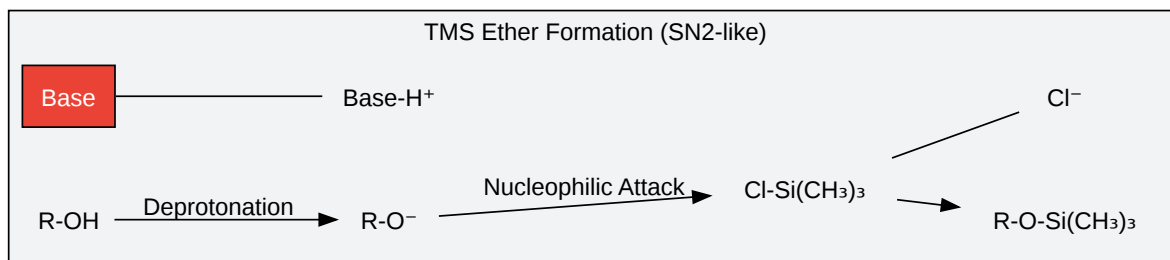 TMS Ether Formation (SN2-like)
Base
Base-H⁺
Cl⁻
R-OH
Deprotonation
R-O⁻
Nucleophilic Attack
Cl-Si(CH₃)₃
R-O-Si(CH₃)₃